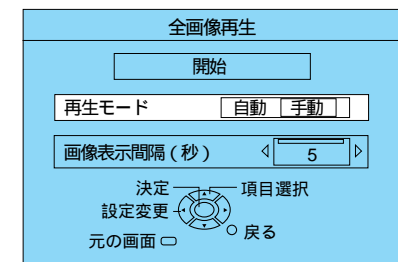 全画像再生
開始
再生モード 自動 手動
画像表示間隔(秒) 5
決定 項目選択
設定変更
元の画面 戻る